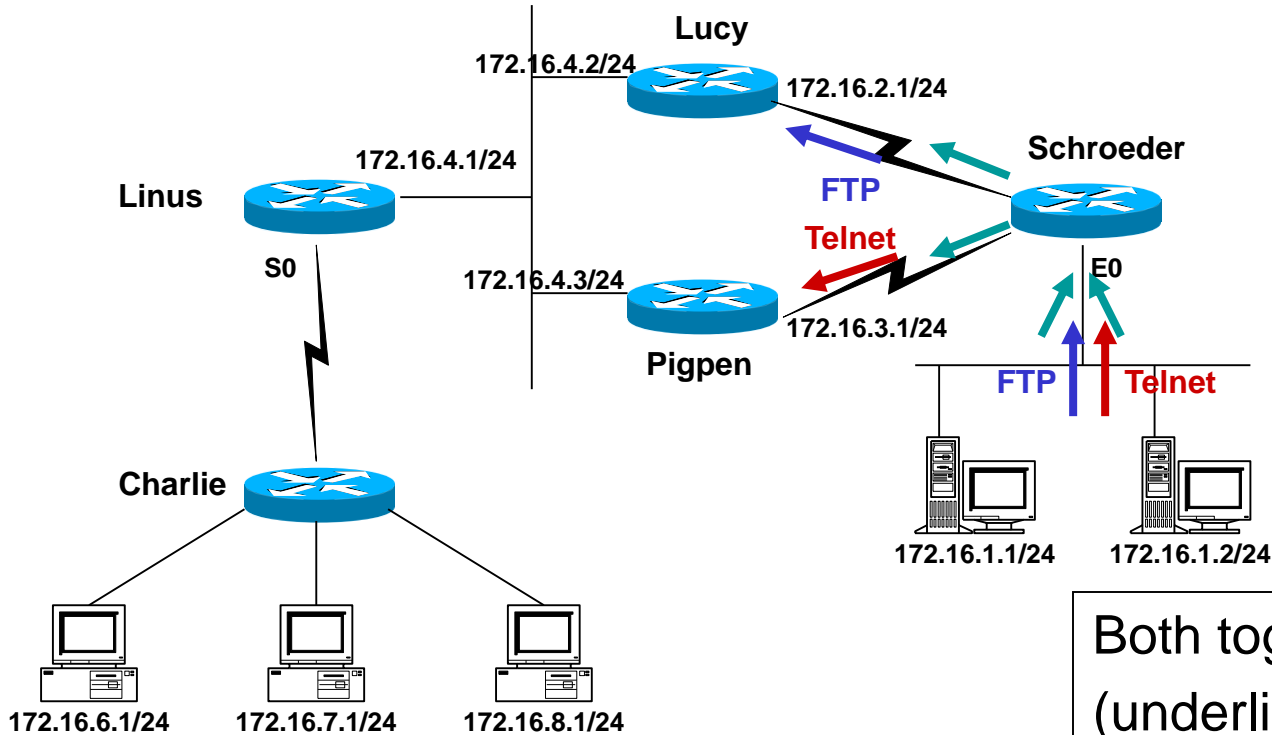 Lucy
172.16.4.2/24
172.16.2.1/24
Schroeder
172.16.4.1/24
Linus
FTP
Telnet
S0
E0
172.16.4.3/24
172.16.3.1/24
Pigpen
FTP
Telnet
Charlie
172.16.1.1/24
172.16.1.2/24
Both tog
(underli
172.16.6.1/24
172.16.7.1/24
172.16.8.1/24